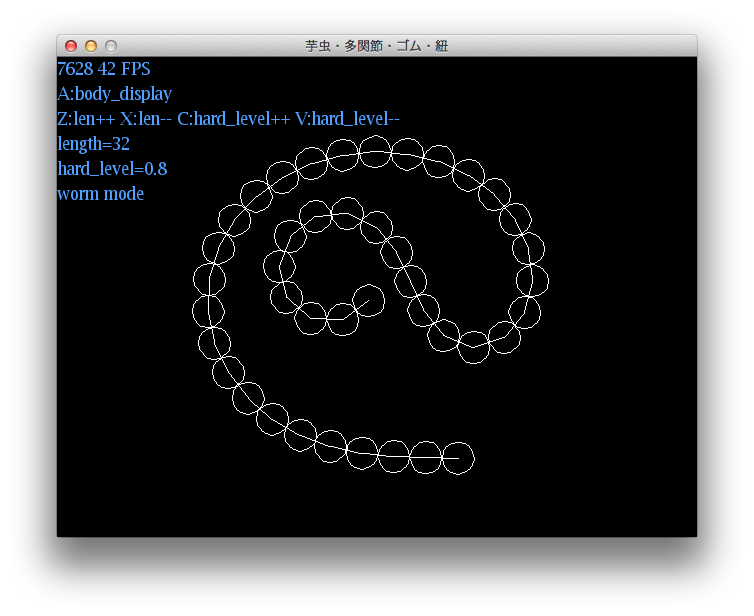 芋虫・多関節・ゴム・紐
7628 42 FPS
A:body_display
Z:len++ X:len-- C:hard_level++ V:hard_level--
length=32
hard_level=0.8
worm mode